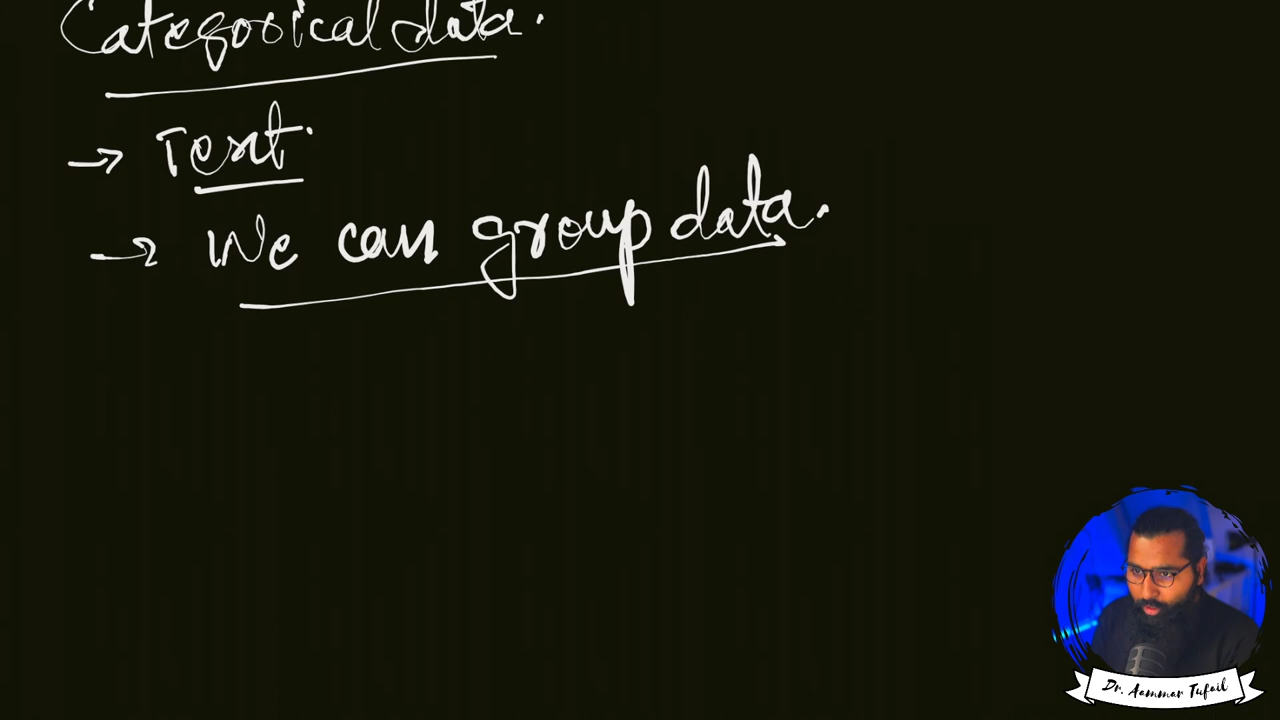 Categorical data.
→ Text.
→ We can group data.
Dr. Aammar Tufail